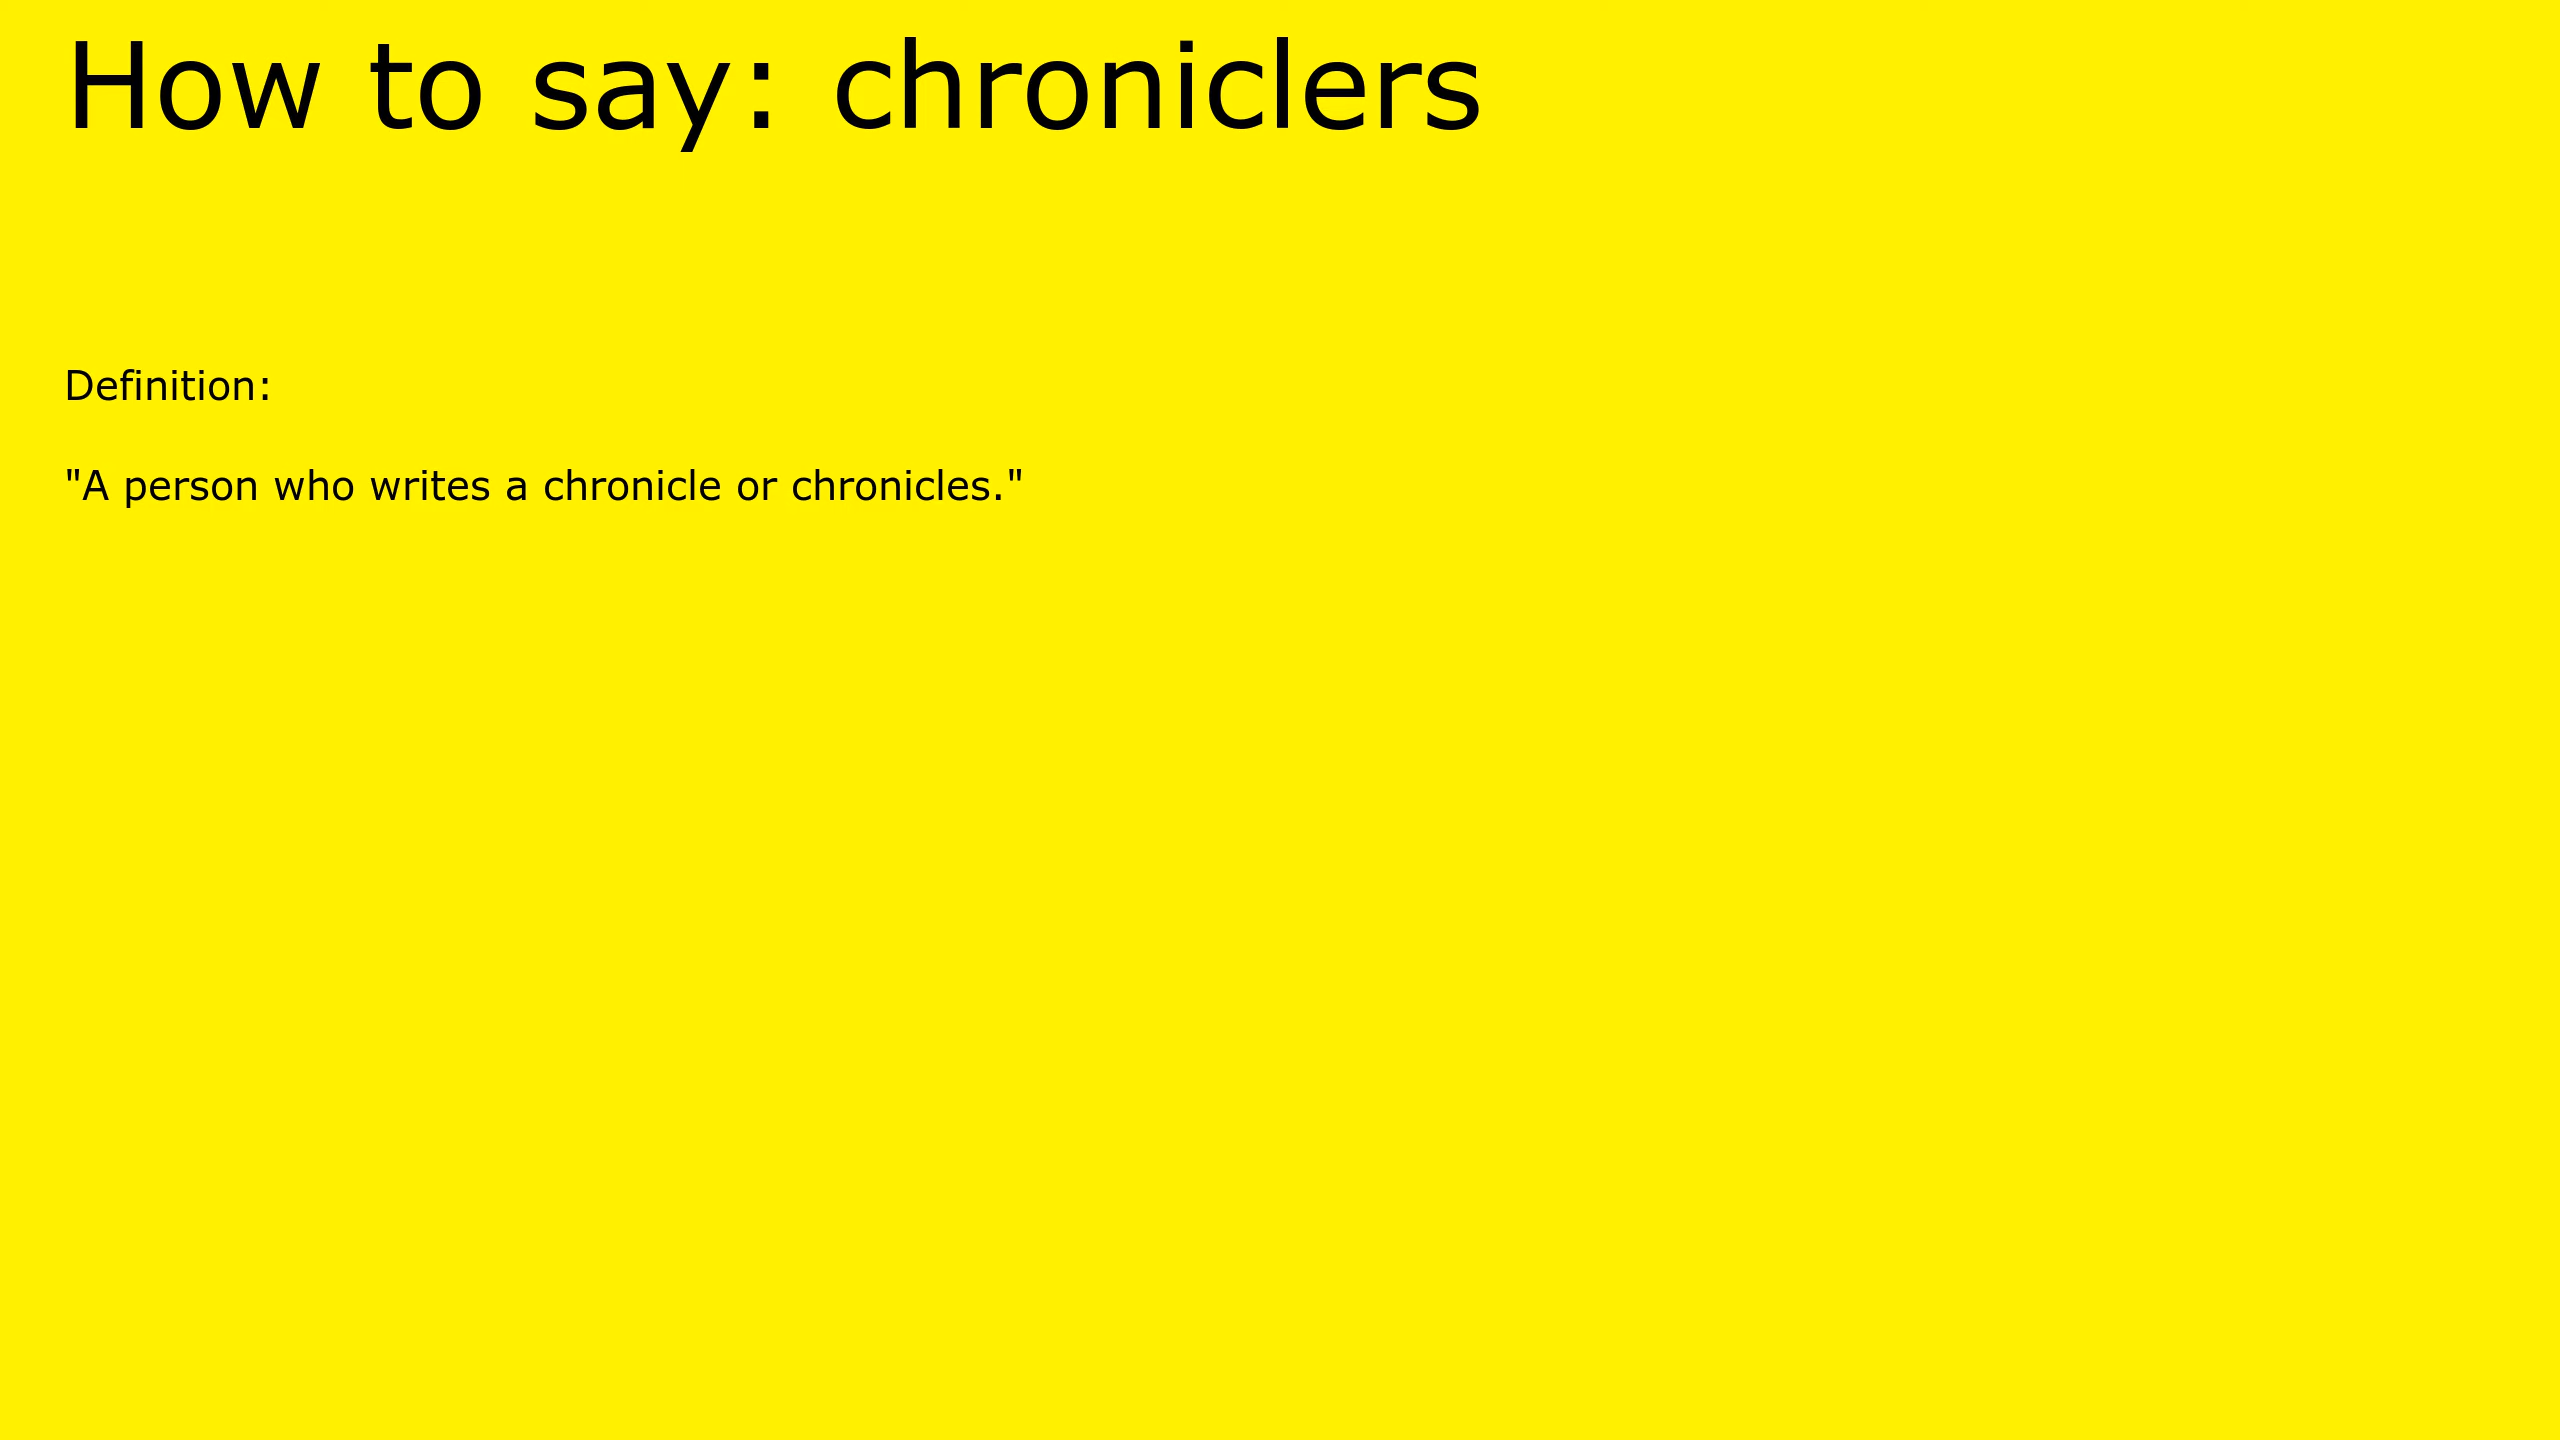 How to say: chroniclers
Definition:
"A person who writes a chronicle or chronicles."